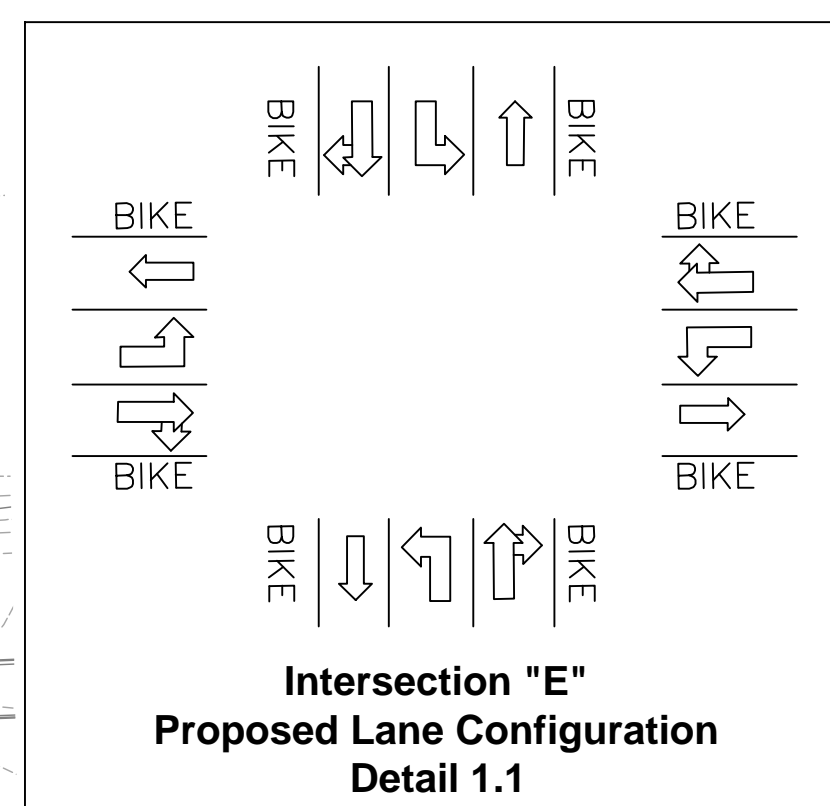 BIKE
BIKE
BIKE
BIKE
BIKE
BIKE
BIKE
BIKE
Intersection "E"
Proposed Lane Configuration
Detail 1.1